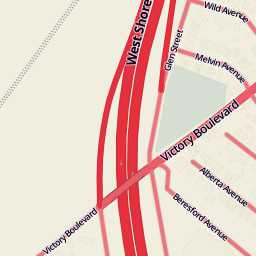 Wild Avenue
West Shore
Glen Street
Melvin Avenue
Victory Boulevard
Alberta Avenue
Beresford Avenue
Victory Boulevard